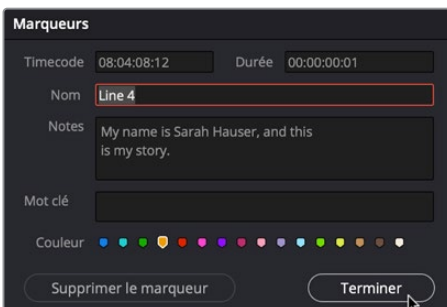 Marqueurs
Timecode 08:04:08:12 Durée 00:00:00:01
Nom Line 4
Notes My name is Sarah Hauser, and this
is my story.
Mot clé
Couleur
Supprimer le marqueur Terminer